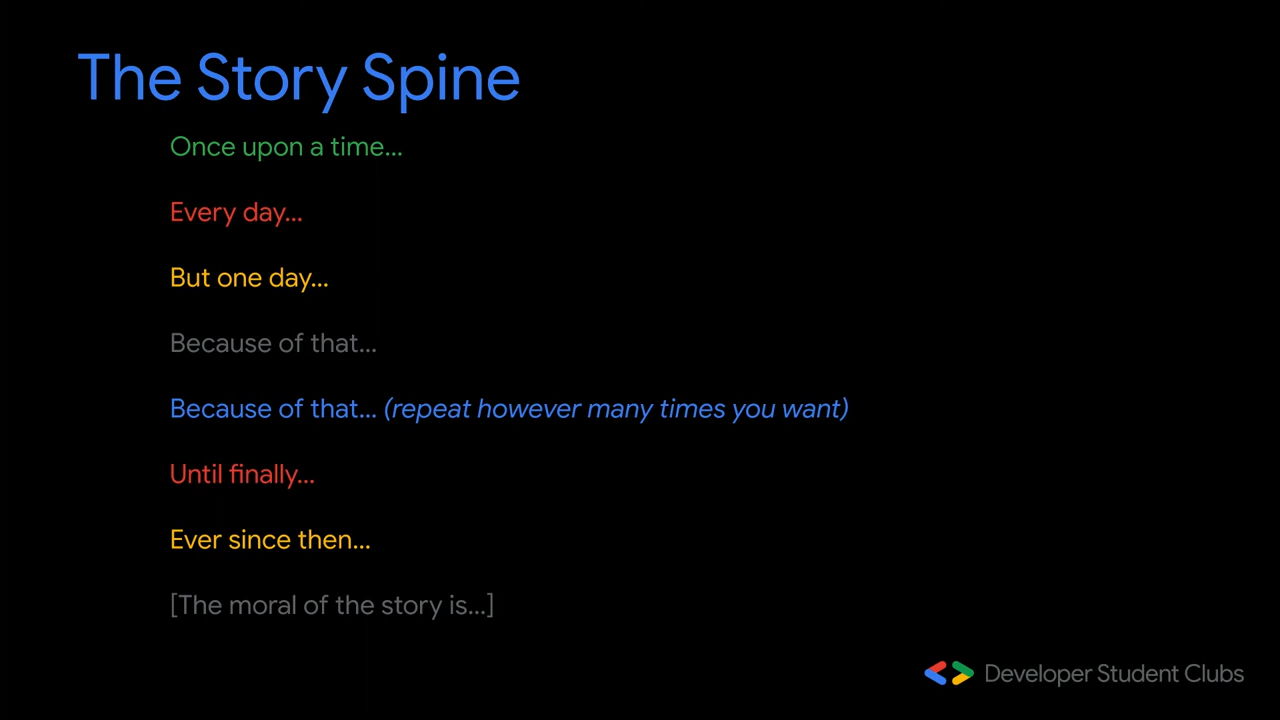 The Story Spine
Once upon a time...
Every day...
But one day...
Because of that...
Because of that... (repeat however many times you want)
Until finally...
Ever since then...
[The moral of the story is...]
Developer Student Clubs